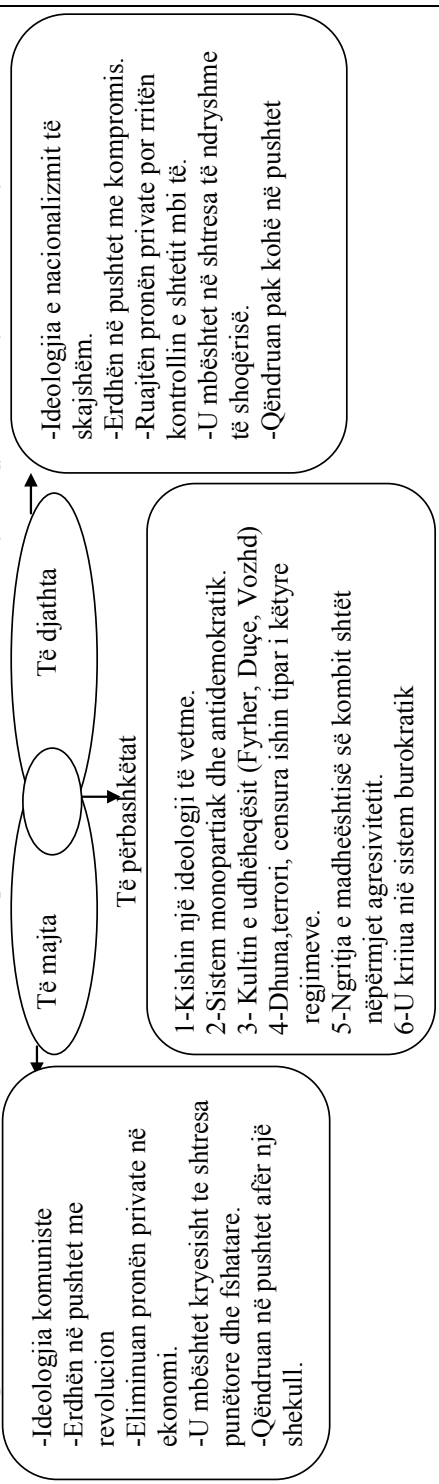 -Ideologjia komuniste
-Erdhën në pushtet me
revolucion
-Eliminuan pronën private në
ekonomi.
-U mbështet kryesisht te shtresa
punëtore dhe fshatare.
-Qëndruan në pushtet afër një
shekull.
Të majta
Të djathta
Të përbashkëtat
1-Kishin një ideologji të vetme.
2-Sistem monopartiak dhe antidemokratik.
3- Kultin e udhëheqësit (Fyrher, Duçe, Vozhd)
4-Dhuna,terrori, censura ishin tipar i këtyre
regjimeve.
5-Ngritja e madhështisë së kombit shtët
nëpërmjet agresivitetit.
6-U krijua një sistem burokratik
-Ideologjia e nacionalizmit të
skajshëm.
-Erdhën në pushtet me kompromis.
-Ruajtën pronën private por rritën
kontrollin e shtetit mbi të.
-U mbështet në shtresa të ndryshme
të shoqërisë.
-Qëndruan pak kohë në pushtet